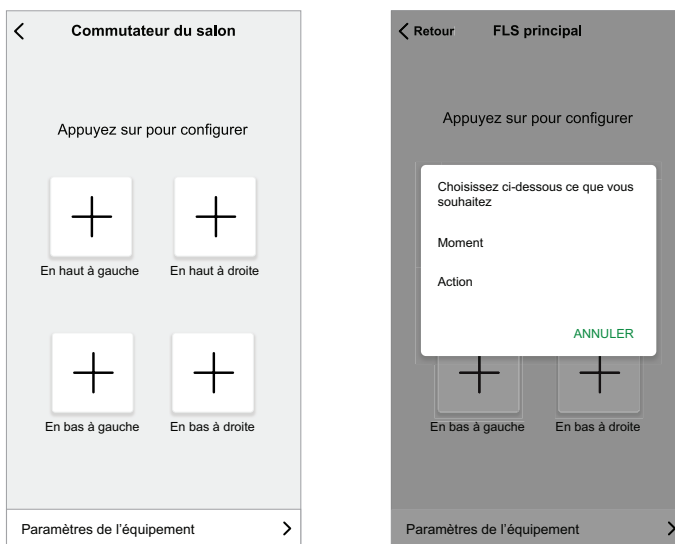 Commutateur du salon
Appuyez sur pour configurer
En haut à gauche
En haut à droite
En bas à gauche
En bas à droite
Paramètres de l'équipement
Retour
FLS principal
Appuyez sur pour configurer
Choisissez ci-dessous ce que vous
souhaitez
Moment
Action
ANNULER
En bas à gauche
En bas à droite
Paramètres de l'équipement